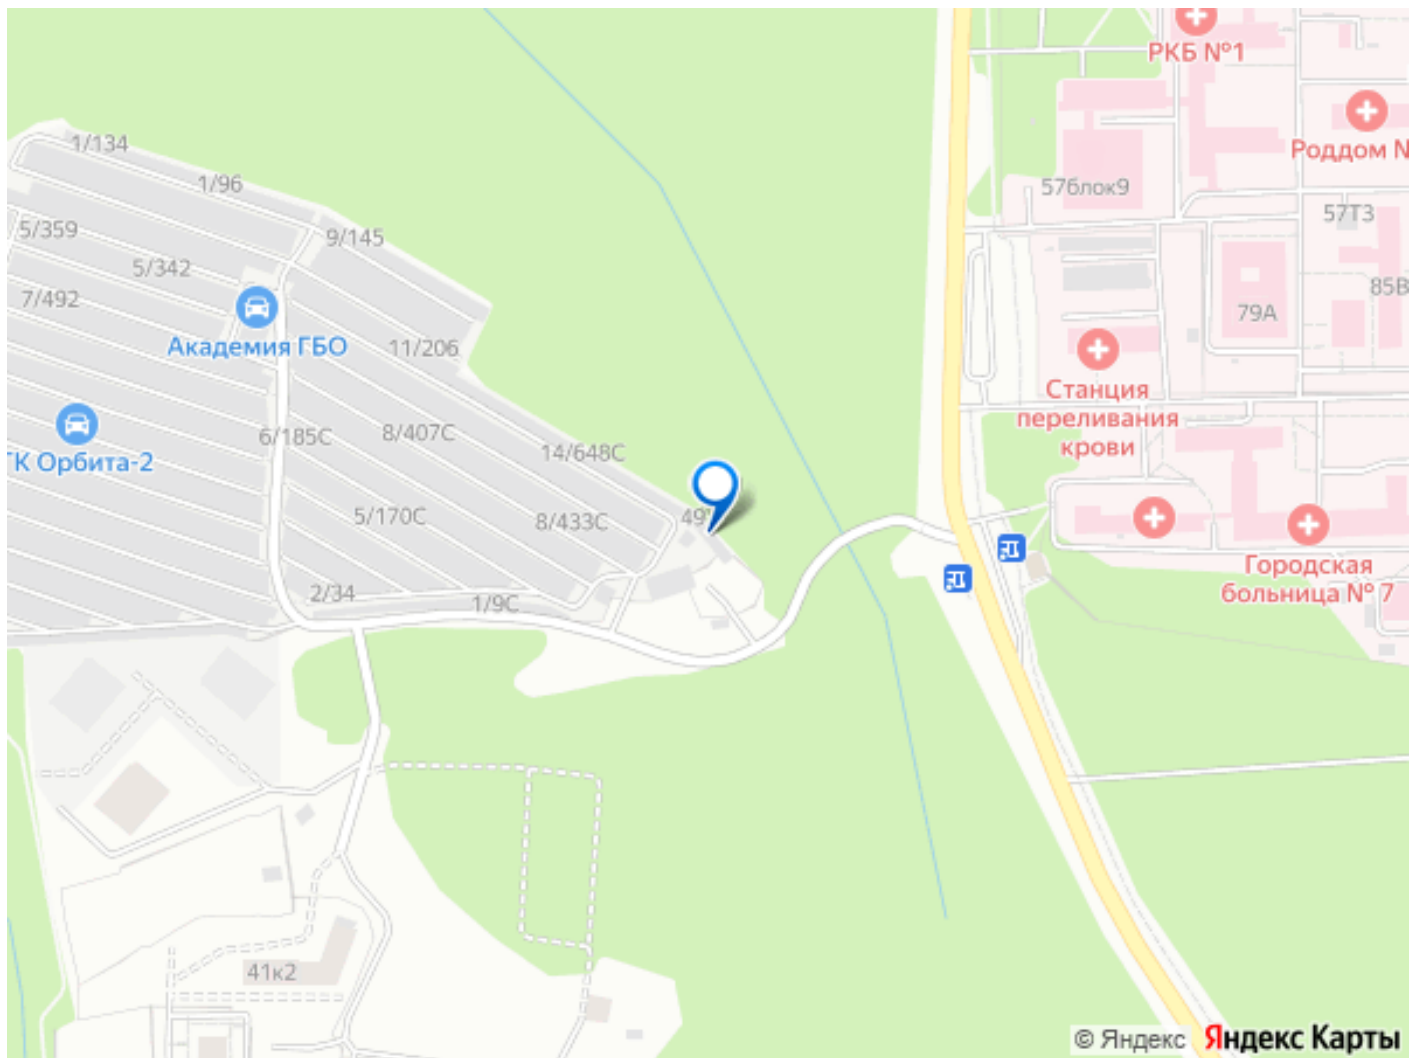 РКБ №1
Роддом N
1/134
1/96
57блок9
57Т3
5/359
9/145
5/342
7/492
85В
79А
Академия ГБО
11/206
Станция
переливания
крови
6/185С
8/407С
ГК Орбита-2
14/648С
5/170С
8/433С
Городская
больница № 7
2/34
1/9С
41к2
© Яндекс Яндекс Карты